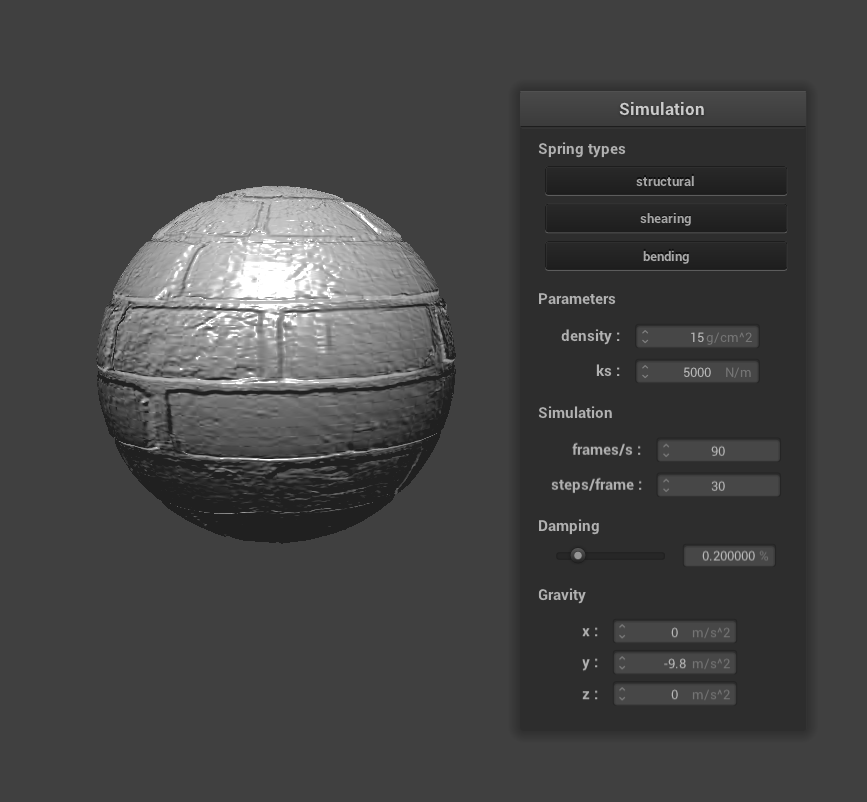 Simulation
Spring types
structural
shearing
bending
Parameters
density : 15 g/cm^2
ks : 5000 N/m
Simulation
frames/s : 90
steps/frame : 30
Damping
0.200000 %
Gravity
x : 0 m/s^2
y : -9.8 m/s^2
z : 0 m/s^2